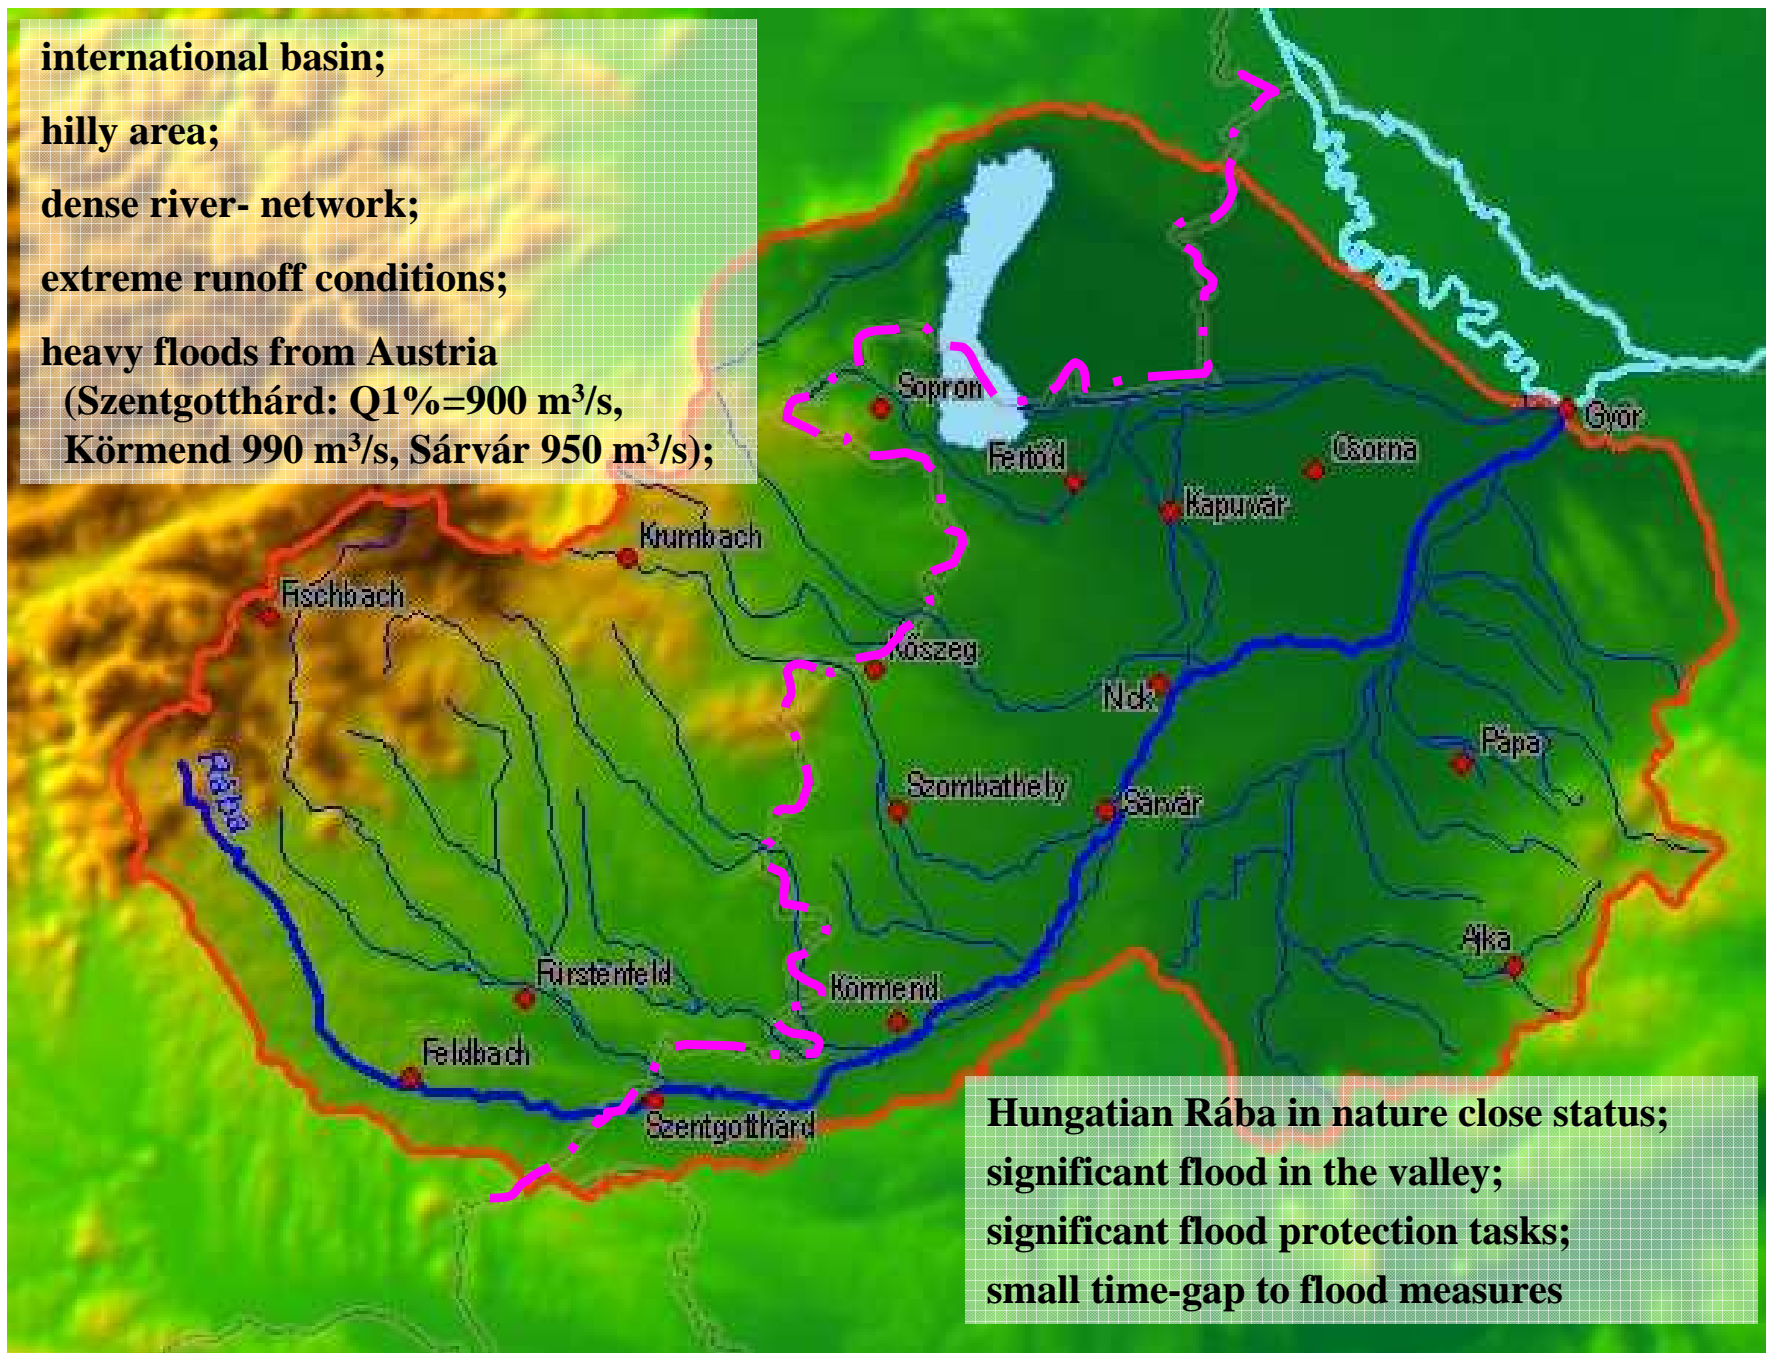 international basin;
hilly area;
dense river- network;
extreme runoff conditions;
heavy floods from Austria
(Szentgotthárd: Q1%=900 m³/s,
Körmend 990 m³/s, Sárvár 950 m³/s);
Sopron
Győr
Fertőd
Csorna
Kapuvár
Krumbach
Fischbach
Kőszeg
Nick
Pápa
Rába
Szombathely
Sárvár
Ajka
Fürstenfeld
Körmend
Feldbach
Szentgotthárd
Hungatian Rába in nature close status;
significant flood in the valley;
significant flood protection tasks;
small time-gap to flood measures